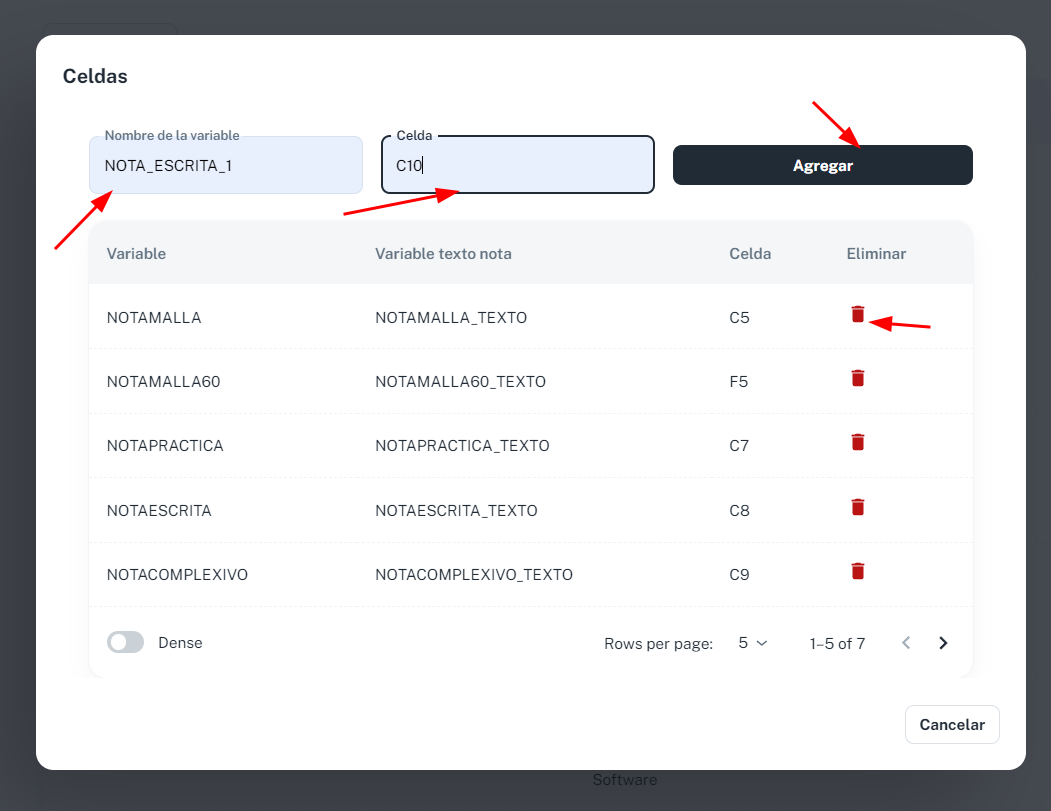 Celdas
Nombre de la variable Celda
NOTA_ESCRITA_1 C10 Agregar
Variable Variable texto nota Celda Eliminar
NOTAMALLA NOTAMALLA_TEXTO C5
NOTAMALLA60 NOTAMALLA60_TEXTO F5
NOTAPRACTICA NOTAPRACTICA_TEXTO C7
NOTAESCRITA NOTAESCRITA_TEXTO C8
NOTACOMPLEXIVO NOTACOMPLEXIVO_TEXTO C9
Dense Rows per page: 5 1–5 of 7
Cancelar
Software